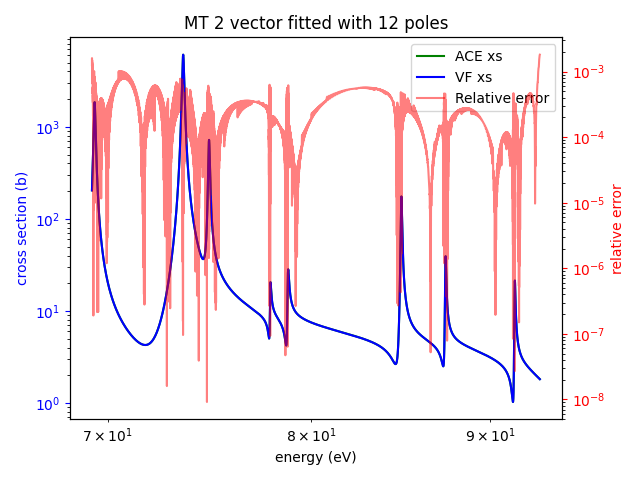 MT 2 vector fitted with 12 poles
ACE xs
VF xs
Relative error
cross section (b)
10³
10²
10¹
10⁰
10⁻³
10⁻⁴
10⁻⁵
10⁻⁶
10⁻⁷
10⁻⁸
relative error
7 × 10¹ 8 × 10¹ 9 × 10¹
energy (eV)